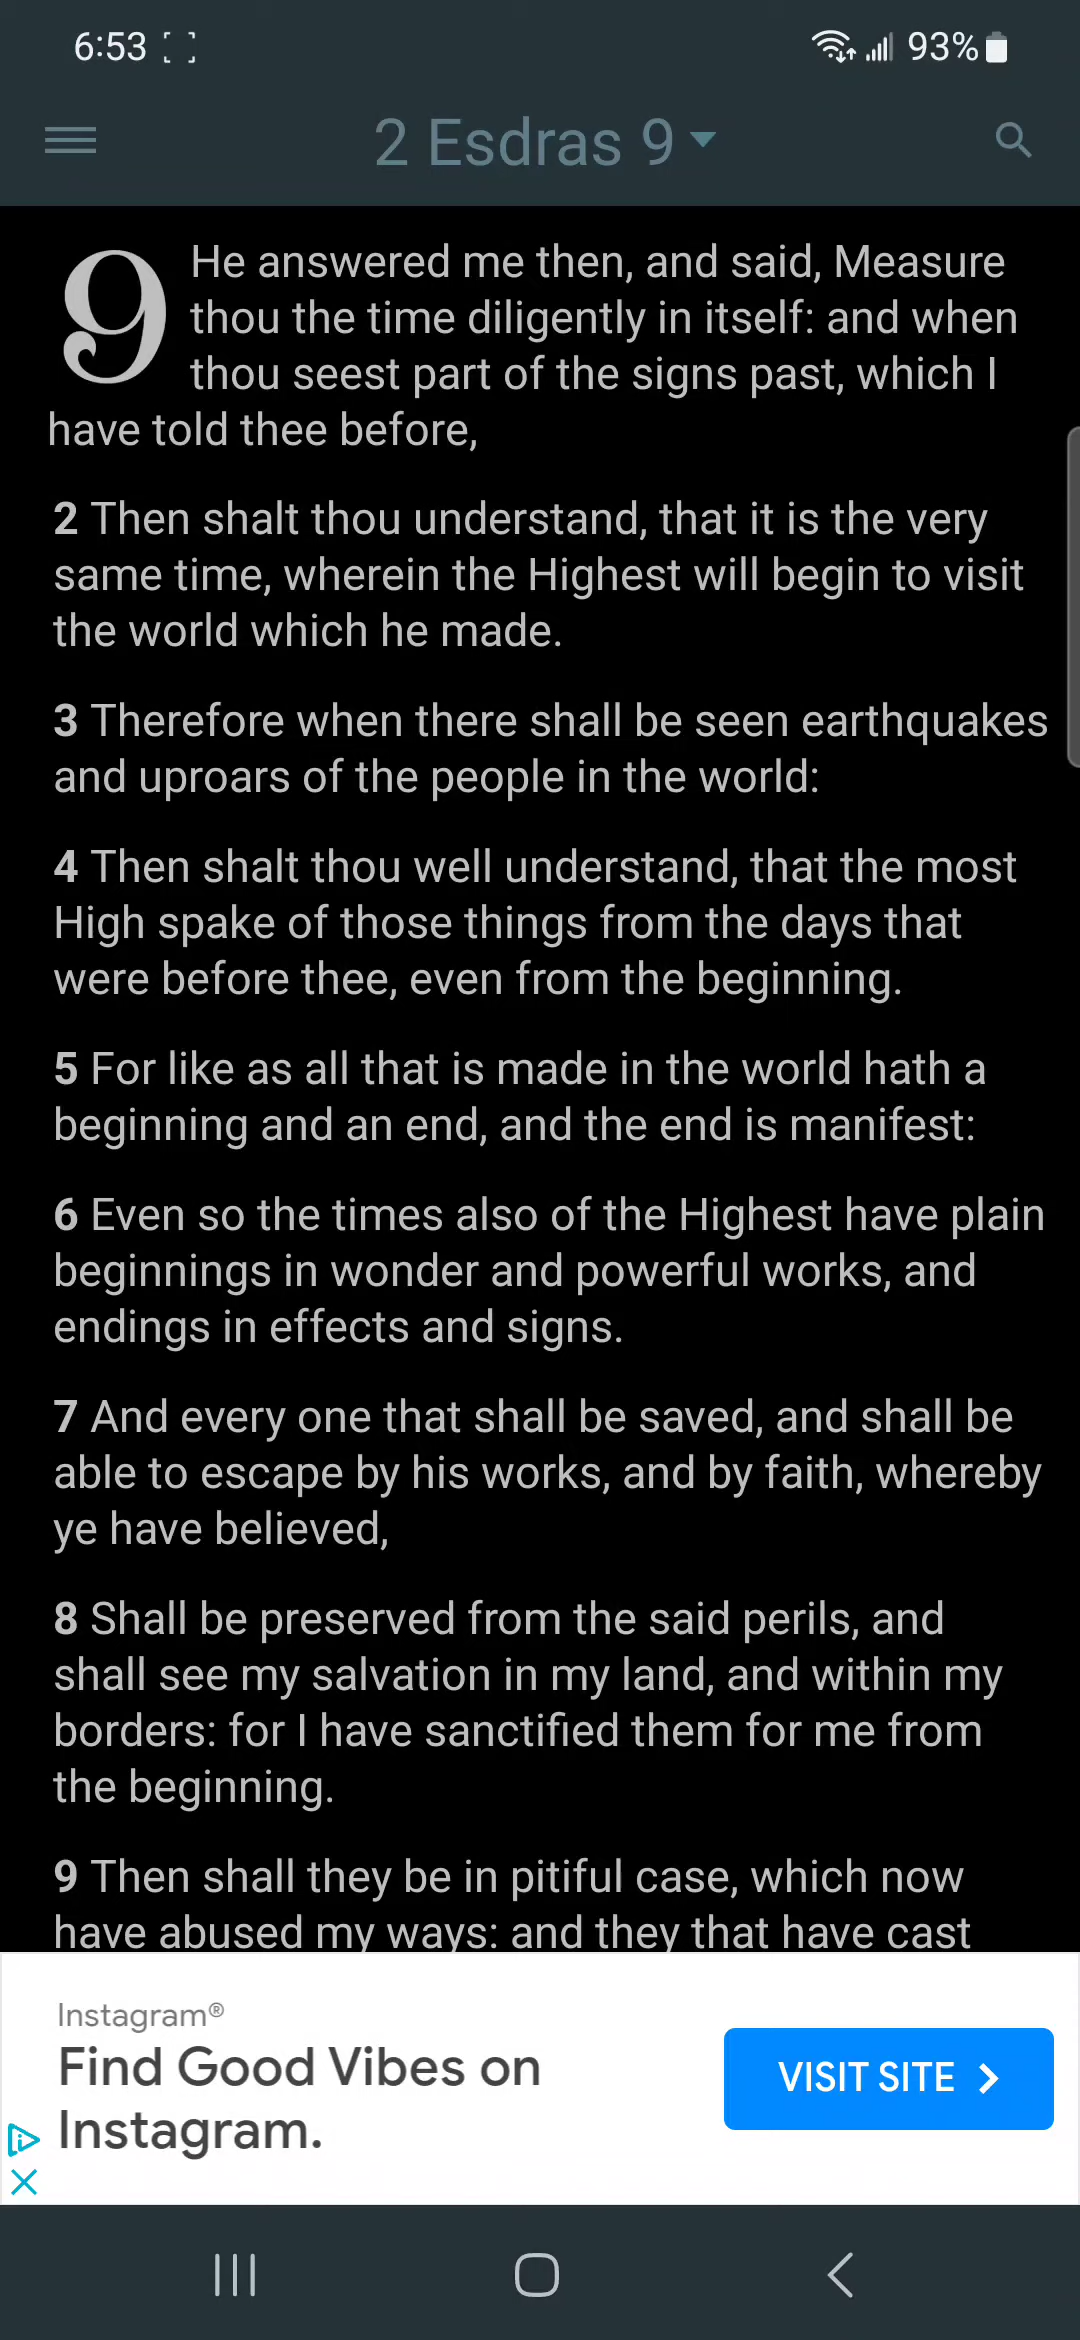 6:53
93%
2 Esdras 9
9 He answered me then, and said, Measure
thou the time diligently in itself: and when
thou seest part of the signs past, which I
have told thee before,
2 Then shalt thou understand, that it is the very
same time, wherein the Highest will begin to visit
the world which he made.
3 Therefore when there shall be seen earthquakes
and uproars of the people in the world:
4 Then shalt thou well understand, that the most
High spake of those things from the days that
were before thee, even from the beginning.
5 For like as all that is made in the world hath a
beginning and an end, and the end is manifest:
6 Even so the times also of the Highest have plain
beginnings in wonder and powerful works, and
endings in effects and signs.
7 And every one that shall be saved, and shall be
able to escape by his works, and by faith, whereby
ye have believed,
8 Shall be preserved from the said perils, and
shall see my salvation in my land, and within my
borders: for I have sanctified them for me from
the beginning.
9 Then shall they be in pitiful case, which now
have abused my ways: and they that have cast
Instagram®
Find Good Vibes on
Instagram.
VISIT SITE